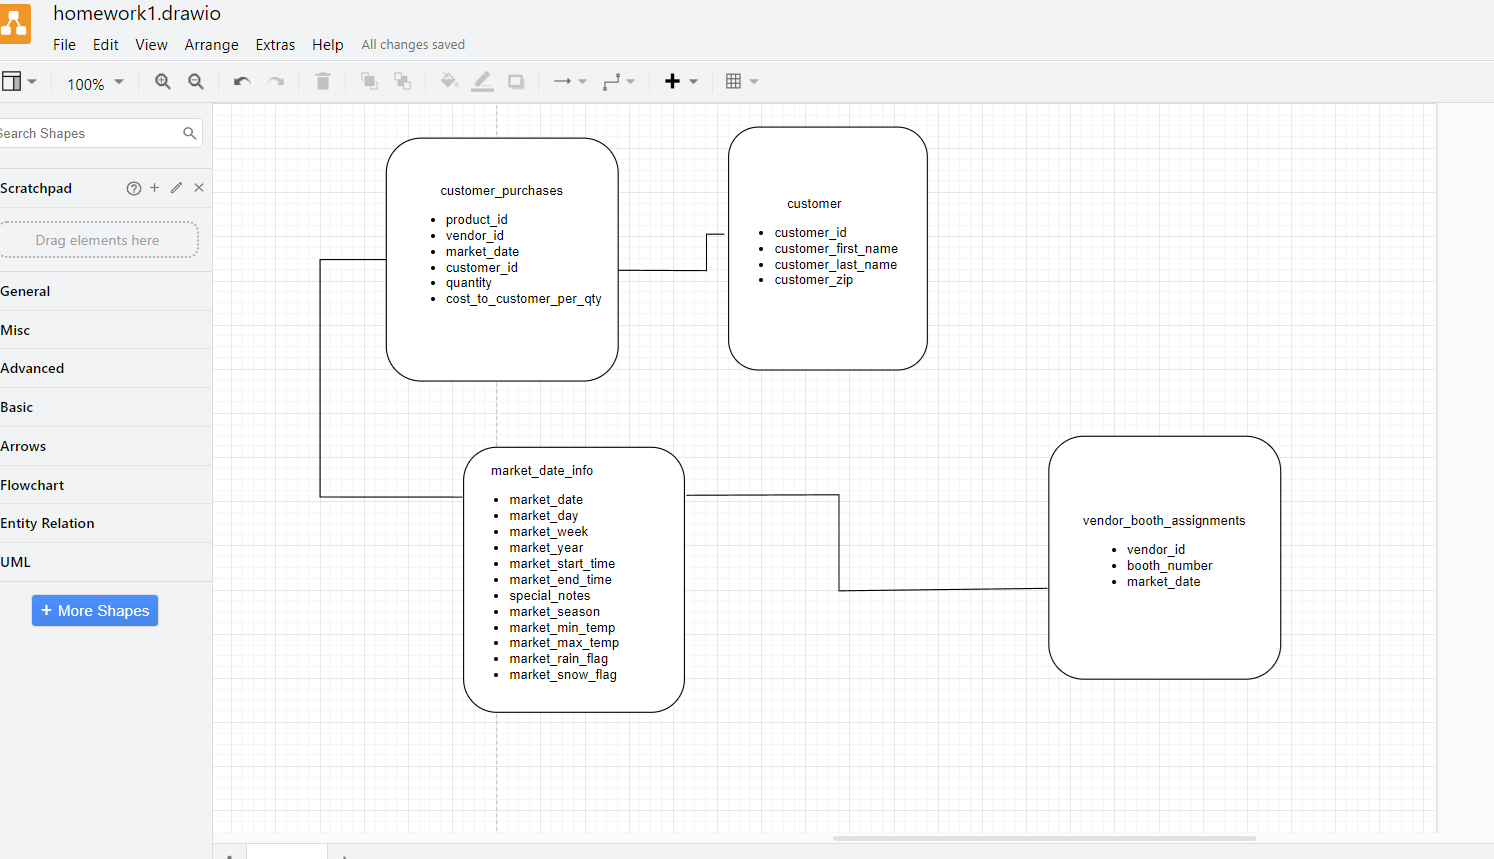 homework1.drawio
File Edit View Arrange Extras Help All changes saved
100%
Search Shapes
Scratchpad
Drag elements here
General
Misc
Advanced
Basic
Arrows
Flowchart
Entity Relation
UML
+ More Shapes
customer_purchases
product_id
vendor_id
market_date
customer_id
quantity
cost_to_customer_per_qty
customer
customer_id
customer_first_name
customer_last_name
customer_zip
market_date_info
market_date
market_day
market_week
market_year
market_start_time
market_end_time
special_notes
market_season
market_min_temp
market_max_temp
market_rain_flag
market_snow_flag
vendor_booth_assignments
vendor_id
booth_number
market_date